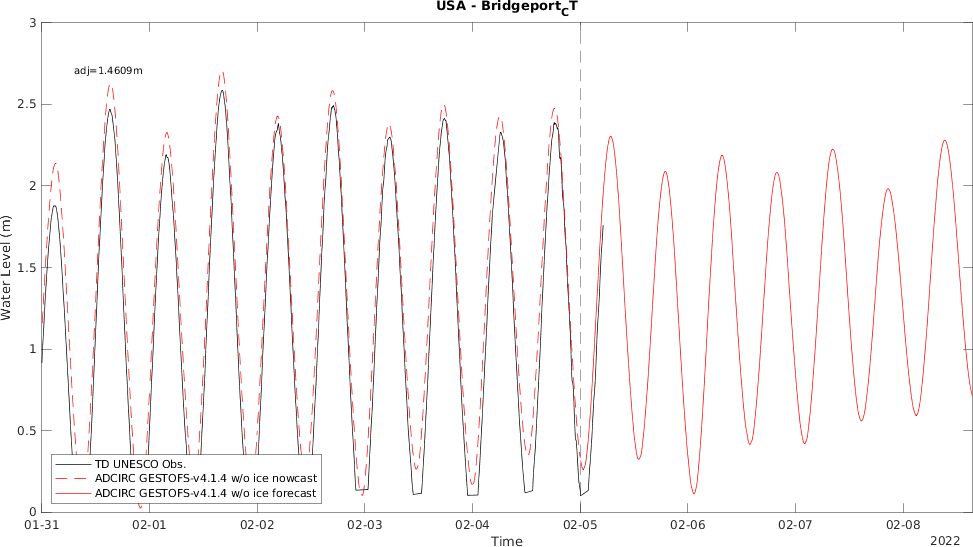 USA - Bridgeport_CT
3
adj=1.4609m
2.5
2
1.5
1
0.5
0
Water Level (m)
TD UNESCO Obs.
ADCIRC GESTOFS-v4.1.4 w/o ice nowcast
ADCIRC GESTOFS-v4.1.4 w/o ice forecast
01-31 02-01 02-02 02-03 02-04 02-05 02-06 02-07 02-08
Time
2022